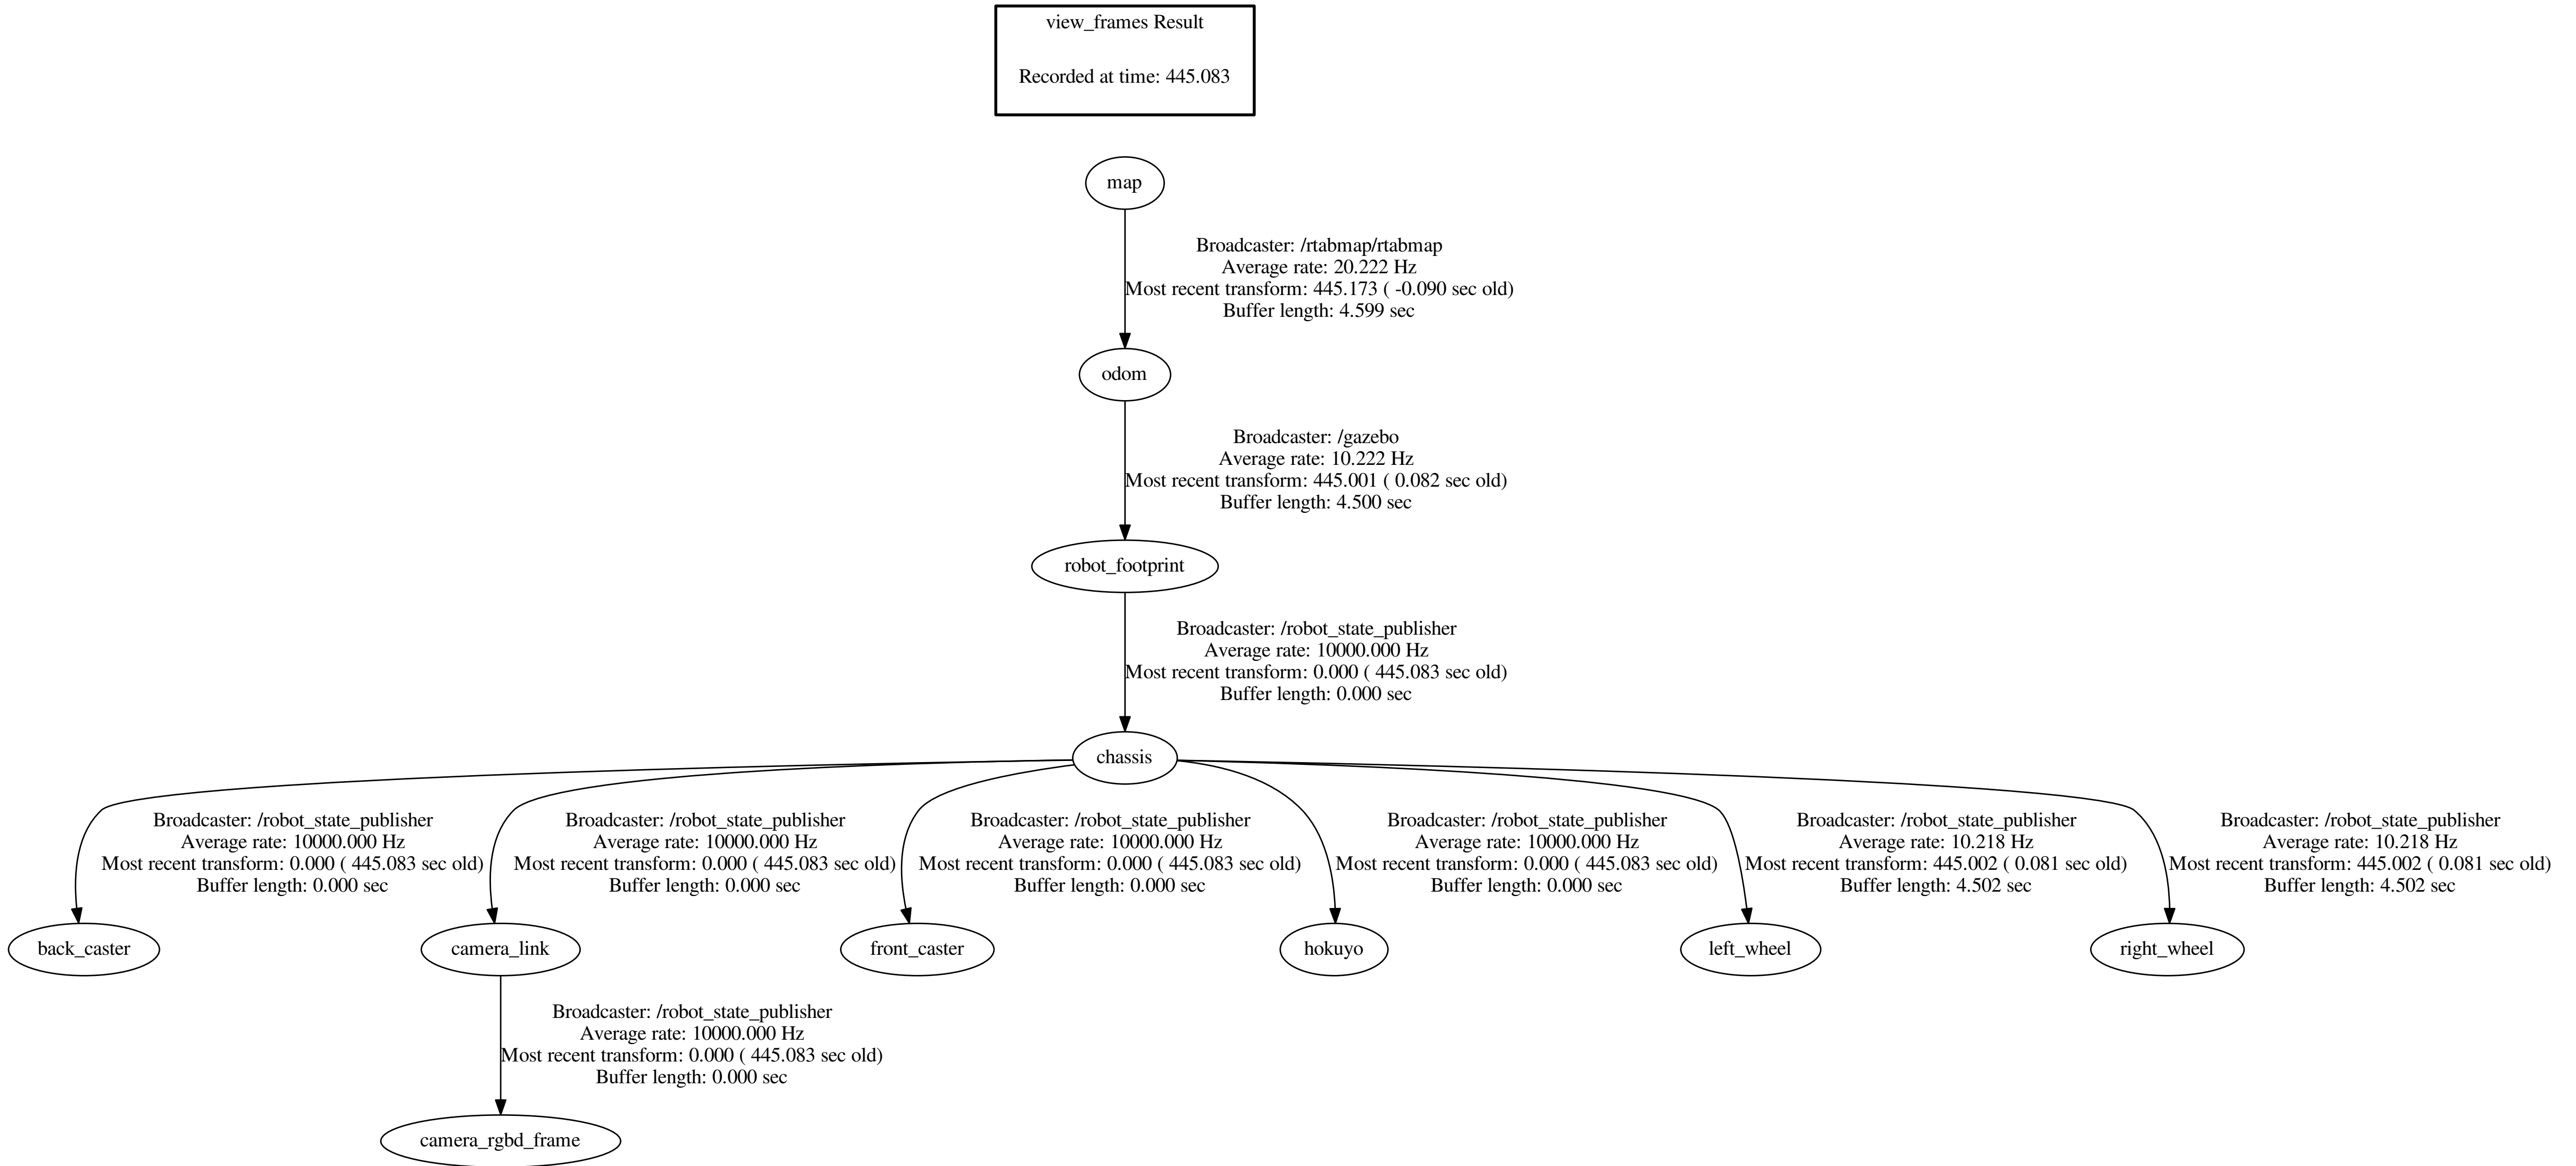 view_frames Result
Recorded at time: 445.083
map
Broadcaster: /rtabmap/rtabmap
Average rate: 20.222 Hz
Most recent transform: 445.173 ( -0.090 sec old)
Buffer length: 4.599 sec
odom
Broadcaster: /gazebo
Average rate: 10.222 Hz
Most recent transform: 445.001 ( 0.082 sec old)
Buffer length: 4.500 sec
robot_footprint
Broadcaster: /robot_state_publisher
Average rate: 10000.000 Hz
Most recent transform: 0.000 ( 445.083 sec old)
Buffer length: 0.000 sec
chassis
Broadcaster: /robot_state_publisher
Average rate: 10000.000 Hz
Most recent transform: 0.000 ( 445.083 sec old)
Buffer length: 0.000 sec
Broadcaster: /robot_state_publisher
Average rate: 10000.000 Hz
Most recent transform: 0.000 ( 445.083 sec old)
Buffer length: 0.000 sec
Broadcaster: /robot_state_publisher
Average rate: 10000.000 Hz
Most recent transform: 0.000 ( 445.083 sec old)
Buffer length: 0.000 sec
Broadcaster: /robot_state_publisher
Average rate: 10000.000 Hz
Most recent transform: 0.000 ( 445.083 sec old)
Buffer length: 0.000 sec
Broadcaster: /robot_state_publisher
Average rate: 10.218 Hz
Most recent transform: 445.002 ( 0.081 sec old)
Buffer length: 4.502 sec
Broadcaster: /robot_state_publisher
Average rate: 10.218 Hz
Most recent transform: 445.002 ( 0.081 sec old)
Buffer length: 4.502 sec
back_caster
camera_link
front_caster
hokuyo
left_wheel
right_wheel
Broadcaster: /robot_state_publisher
Average rate: 10000.000 Hz
Most recent transform: 0.000 ( 445.083 sec old)
Buffer length: 0.000 sec
camera_rgbd_frame